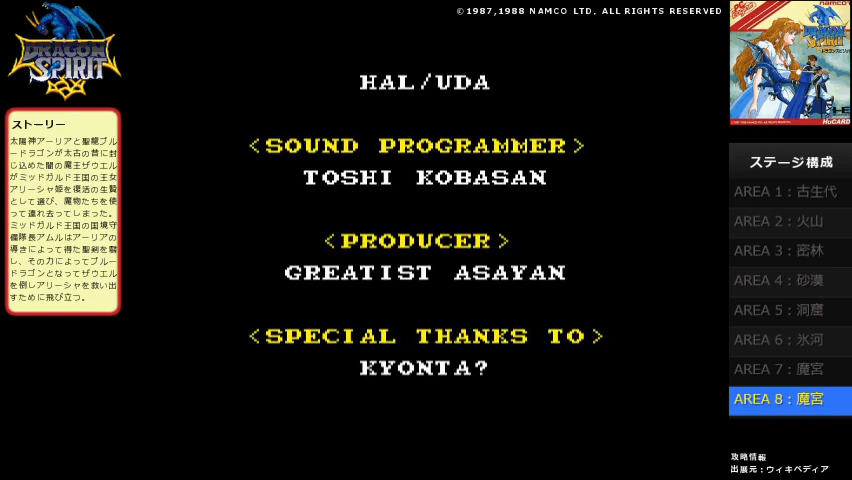 ©1987,1988 NAMCO LTD. ALL RIGHTS RESERVED
DRAGON
SPIRIT
ストーリー
太陽神アーリアと聖龍ブル
ードラゴンが太古の昔に封
じ込めた闇の魔王ザウエル
がミッドガルド王国の王女
アリーシャ姫を復活の生贄
として選び、魔物たちを使
って連れ去ってしまった。
ミッドガルド王国の国境守
備隊長アムルはアーリアの
導きによって得た聖剣を翳
し、その力によってブルー
ドラゴンとなってザウエル
を倒しアリーシャを救い出
すために飛び立つ。
HAL/UDA
<SOUND PROGRAMMER>
TOSHI KOBASAN
<PRODUCER>
GREATIST ASAYAN
<SPECIAL THANKS TO>
KYONTA?
namcot
DRAGON
SPIRIT
HuCARD
ステージ構成
AREA 1：古生代
AREA 2：火山
AREA 3：密林
AREA 4：砂漠
AREA 5：洞窟
AREA 6：氷河
AREA 7：魔宮
AREA 8：魔宮
攻略情報
出展元：ウィキペディア